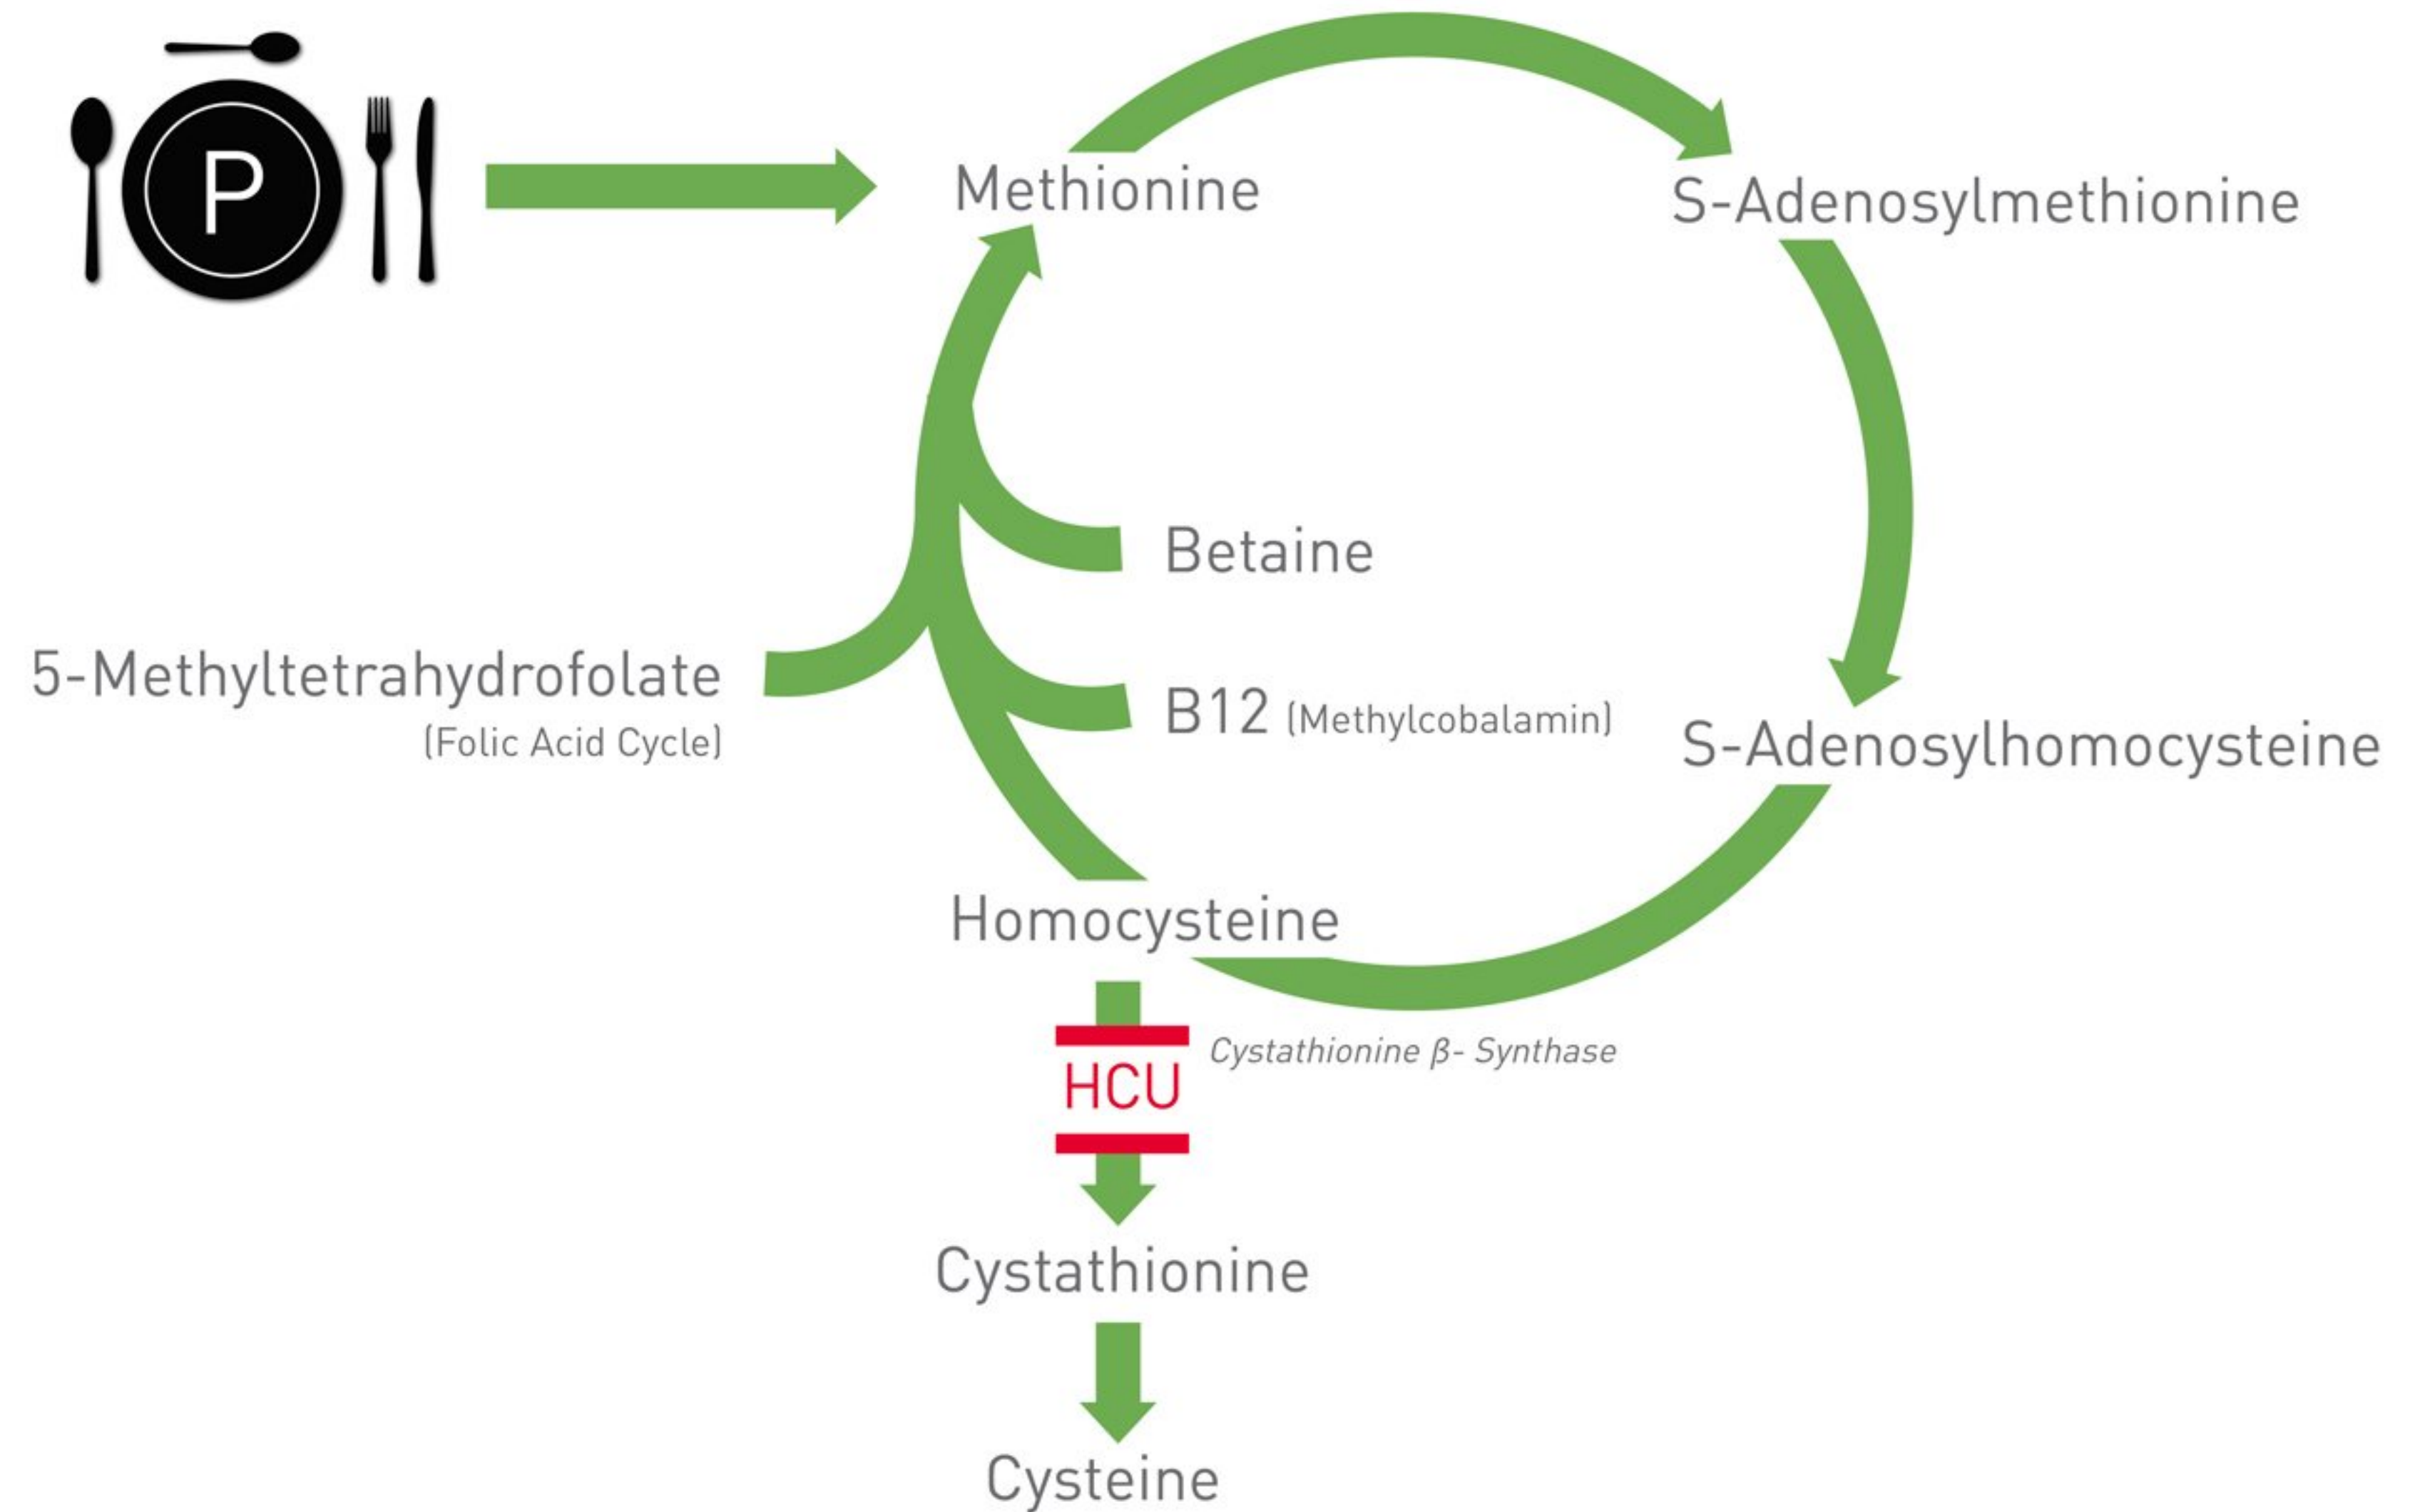 P
Methionine
S-Adenosylmethionine
Betaine
5-Methyltetrahydrofolate
(Folic Acid Cycle)
B12 (Methylcobalamin)
S-Adenosylhomocysteine
Homocysteine
Cystathionine β- Synthase
HCU
Cystathionine
Cysteine